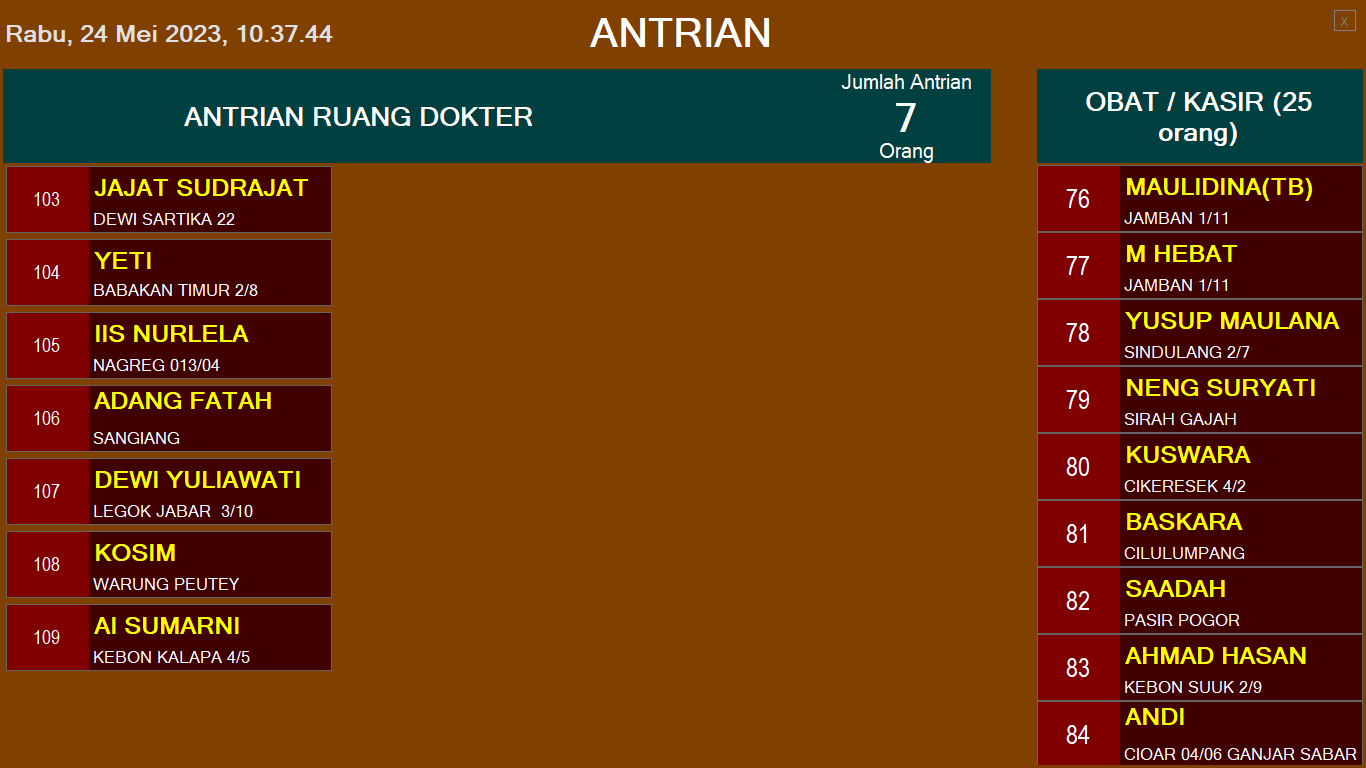 Rabu, 24 Mei 2023, 10.37.44
ANTRIAN
x
ANTRIAN RUANG DOKTER
Jumlah Antrian
7
Orang
103
JAJAT SUDRAJAT
DEWI SARTIKA 22
104
YETI
BABAKAN TIMUR 2/8
105
IIS NURLELA
NAGREG 013/04
106
ADANG FATAH
SANGIANG
107
DEWI YULIAWATI
LEGOK JABAR  3/10
108
KOSIM
WARUNG PEUTEY
109
AI SUMARNI
KEBON KALAPA 4/5
OBAT / KASIR (25
orang)
76
MAULIDINA(TB)
JAMBAN 1/11
77
M HEBAT
JAMBAN 1/11
78
YUSUP MAULANA
SINDULANG 2/7
79
NENG SURYATI
SIRAH GAJAH
80
KUSWARA
CIKERESEK 4/2
81
BASKARA
CILULUMPANG
82
SAADAH
PASIR POGOR
83
AHMAD HASAN
KEBON SUUK 2/9
84
ANDI
CIOAR 04/06 GANJAR SABAR